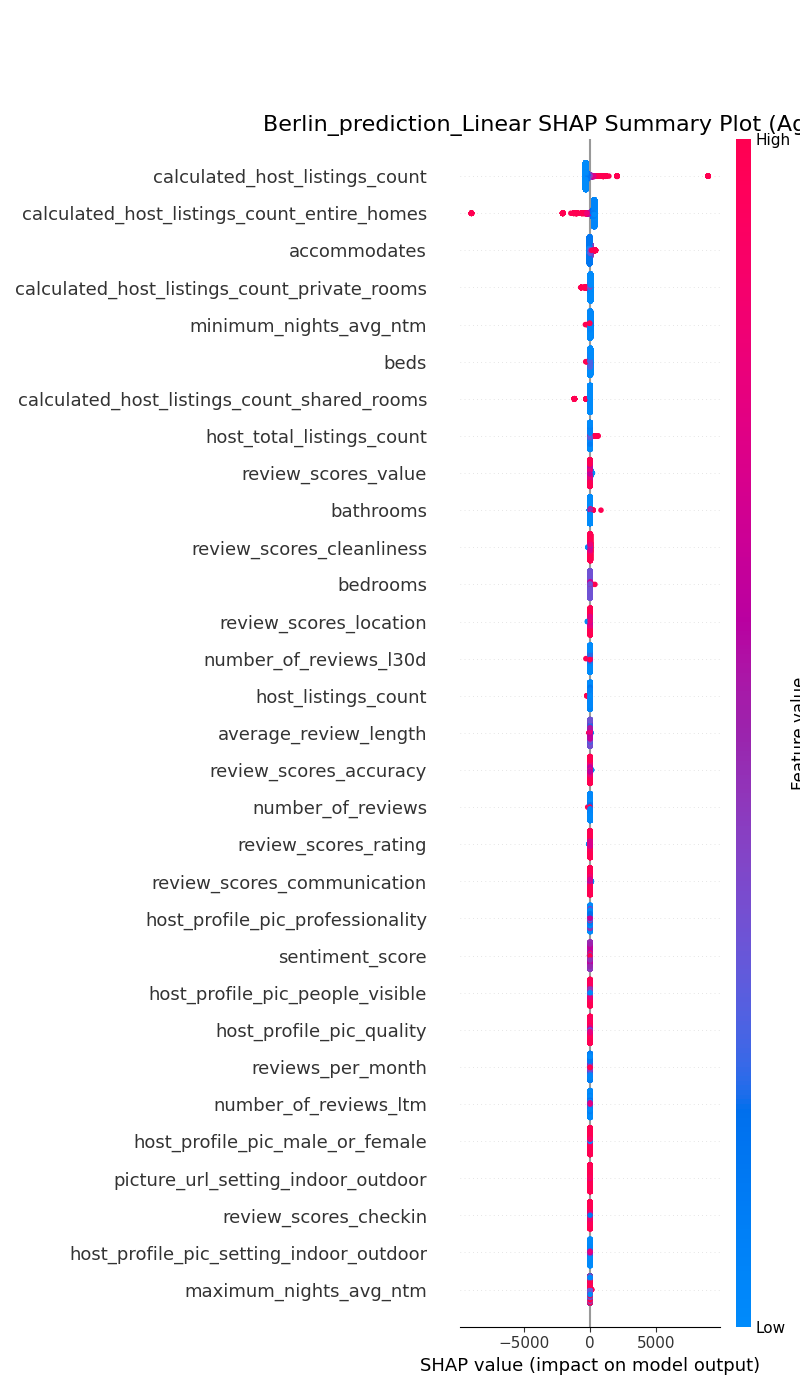 Berlin_prediction_Linear SHAP Summary Plot (Ag
High
calculated_host_listings_count
calculated_host_listings_count_entire_homes
accommodates
calculated_host_listings_count_private_rooms
minimum_nights_avg_ntm
beds
calculated_host_listings_count_shared_rooms
host_total_listings_count
review_scores_value
bathrooms
review_scores_cleanliness
bedrooms
review_scores_location
number_of_reviews_l30d
host_listings_count
average_review_length
review_scores_accuracy
number_of_reviews
review_scores_rating
review_scores_communication
host_profile_pic_professionality
sentiment_score
host_profile_pic_people_visible
host_profile_pic_quality
reviews_per_month
number_of_reviews_ltm
host_profile_pic_male_or_female
picture_url_setting_indoor_outdoor
review_scores_checkin
host_profile_pic_setting_indoor_outdoor
maximum_nights_avg_ntm
Feature value
Low
−5000 0 5000
SHAP value (impact on model output)